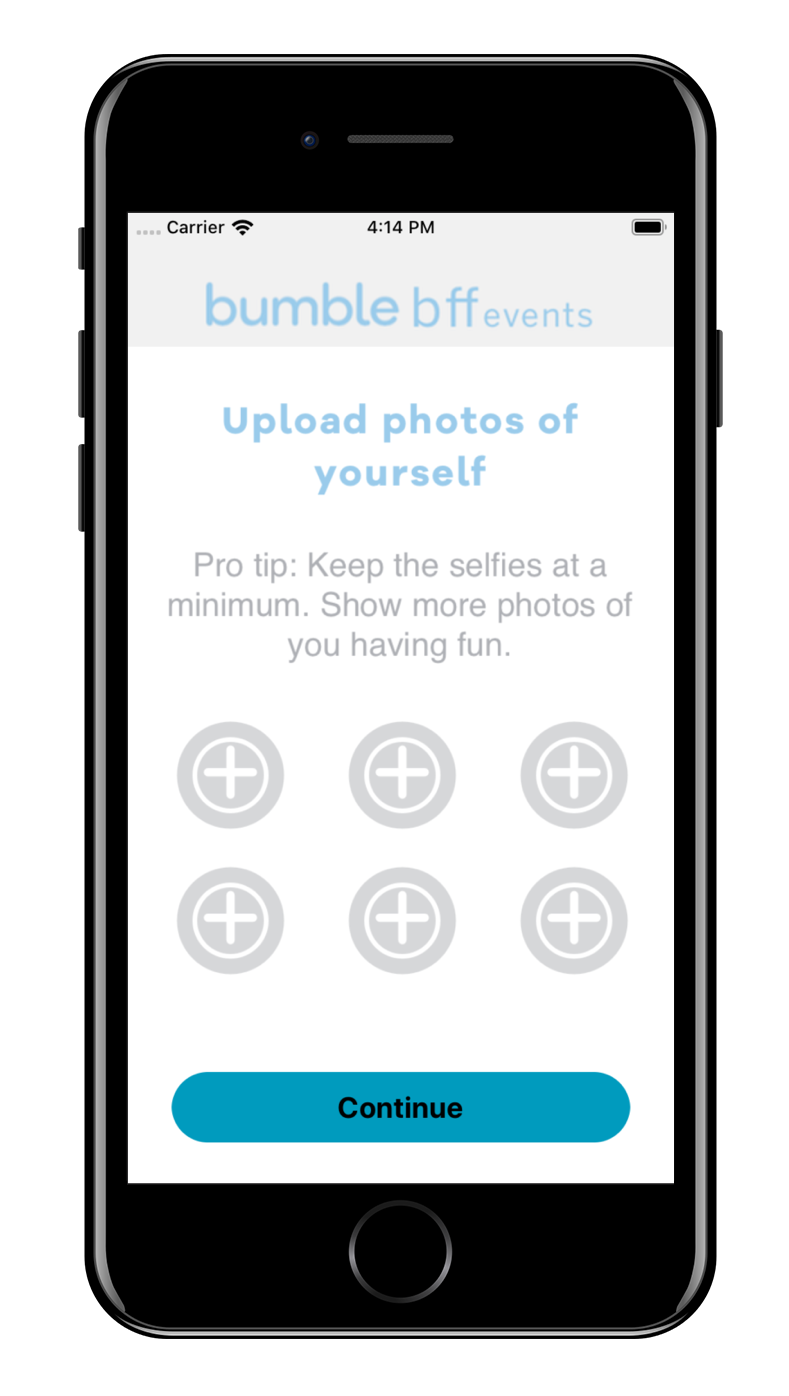 Carrier 4:14 PM
bumble bff events
Upload photos of
yourself
Pro tip: Keep the selfies at a
minimum. Show more photos of
you having fun.
Continue